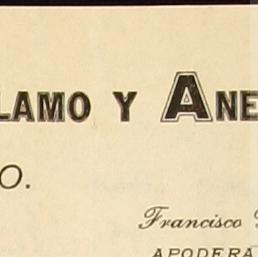 LAMO Y ANE
O.
Francisco
APODERA